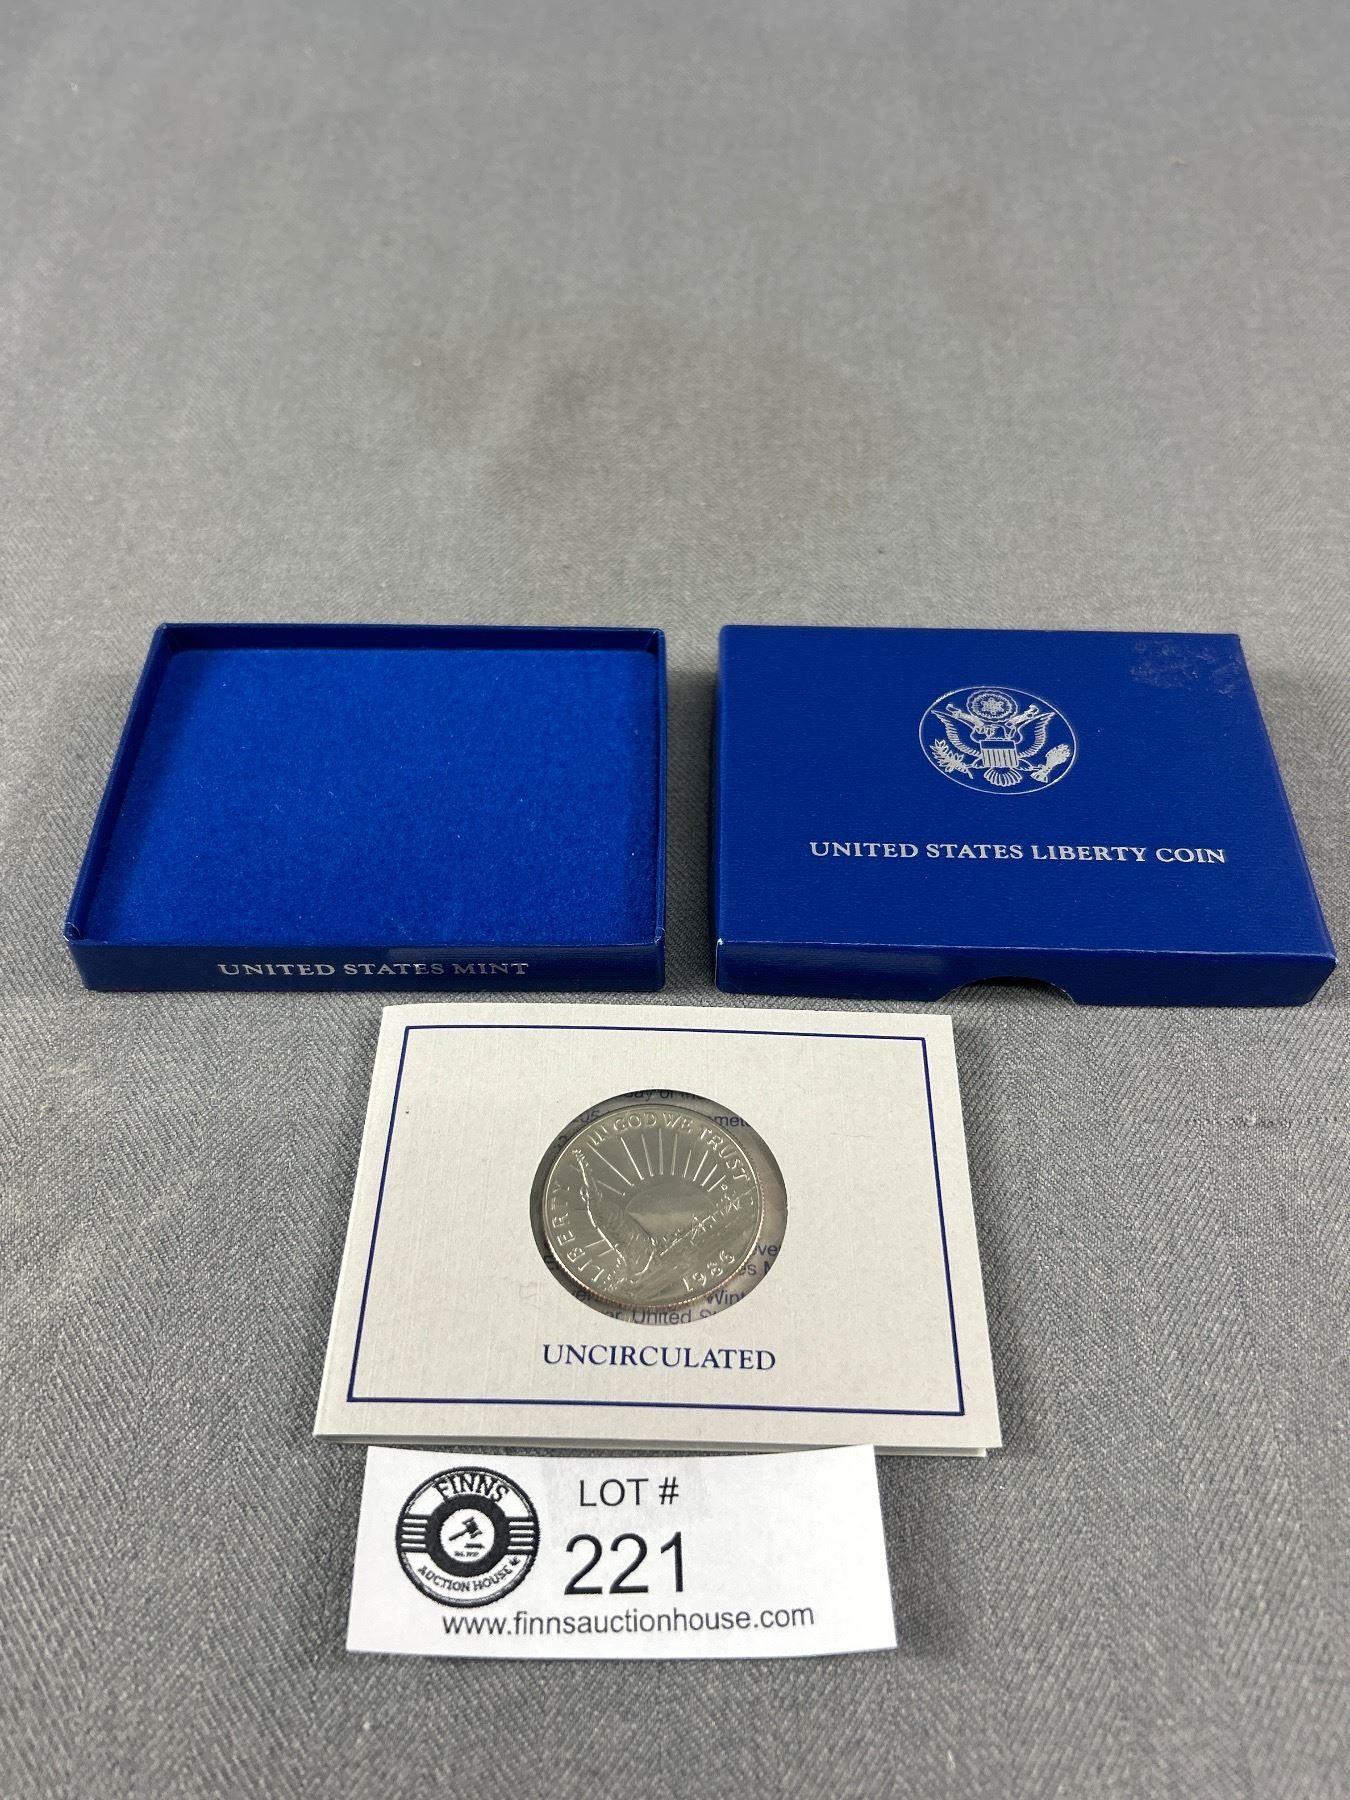 UNITED STATES MINT
UNITED STATES LIBERTY COIN
IN GOD WE TRUST
LIBERTY
1986
United
UNCIRCULATED
FINNS
AUCTION HOUSE
LOT #
221
www.finnsauctionhouse.com